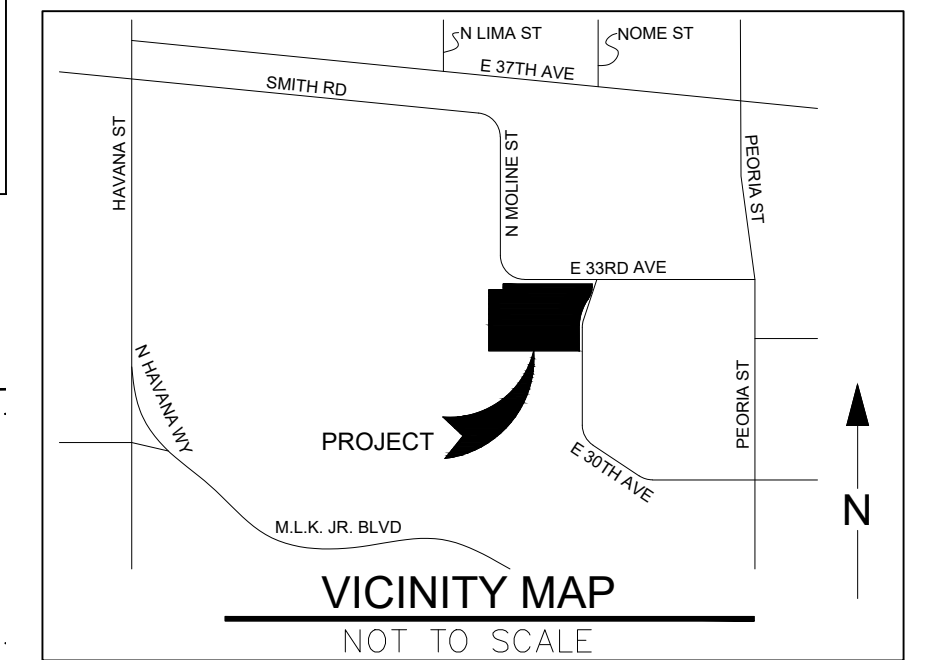 N LIMA ST
NOME ST
E 37TH AVE
SMITH RD
HAVANA ST
N MOLINE ST
PEORIA ST
E 33RD AVE
N HAVANA WY
PEORIA ST
PROJECT
E 30TH AVE
N
M.L.K. JR. BLVD
VICINITY MAP
NOT TO SCALE